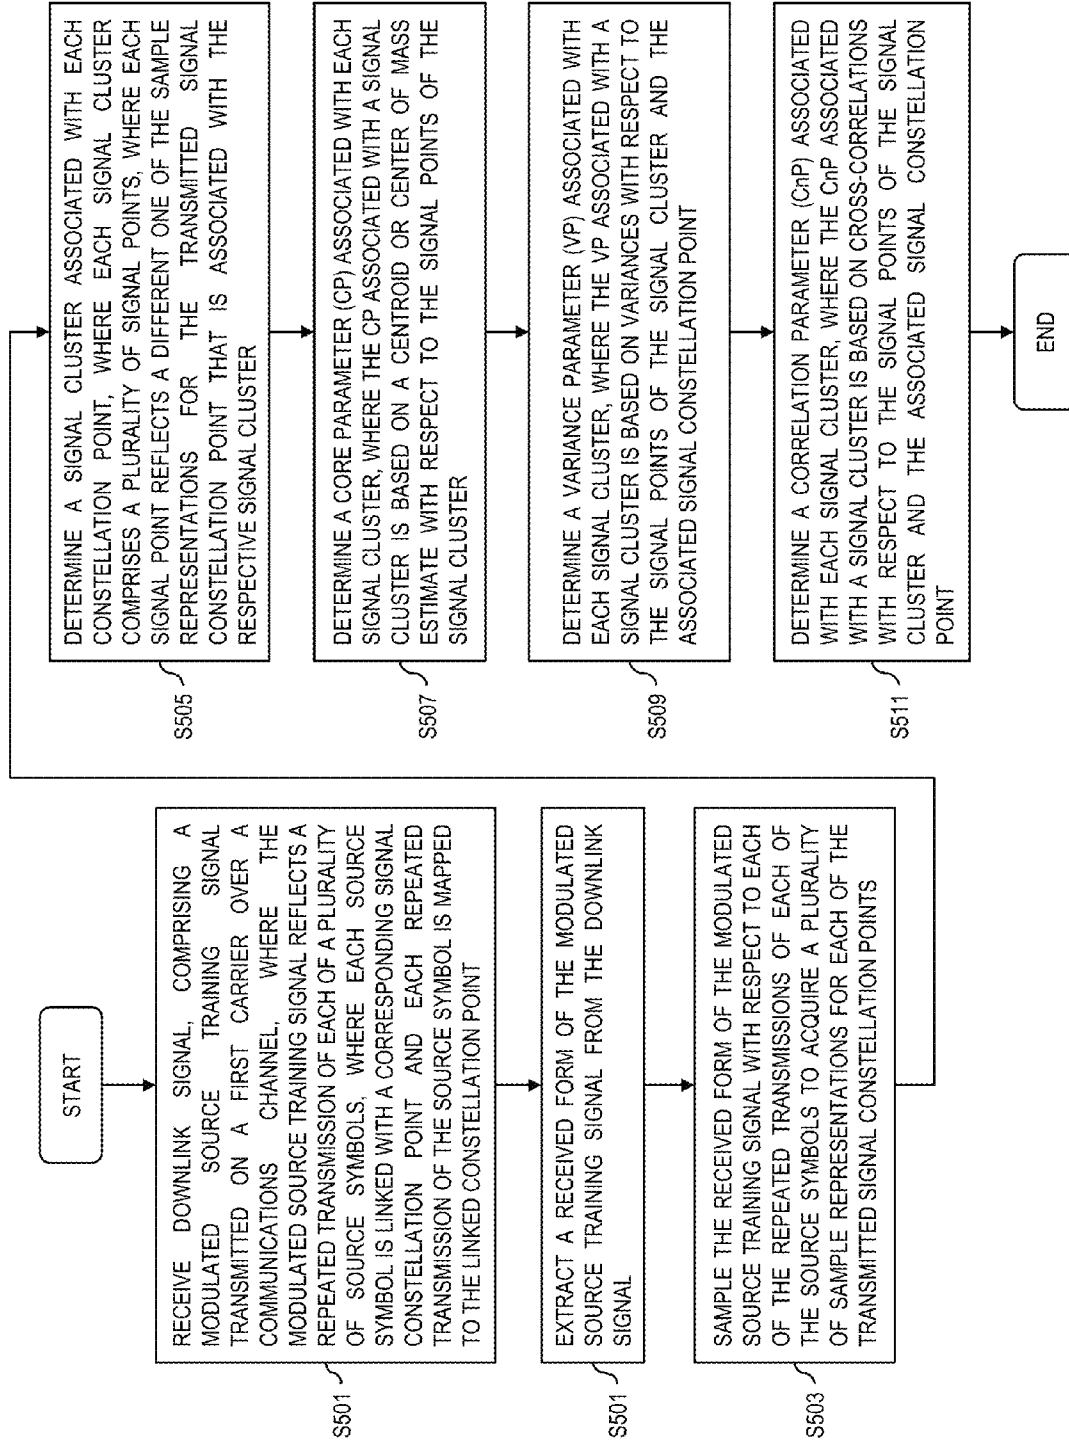 START
RECEIVE DOWNLINK SIGNAL, COMPRISING A
MODULATED SOURCE TRAINING SIGNAL
TRANSMITTED ON A FIRST CARRIER OVER A
COMMUNICATIONS CHANNEL, WHERE THE
MODULATED SOURCE TRAINING SIGNAL REFLECTS A
REPEATED TRANSMISSION OF EACH OF A PLURALITY
OF SOURCE SYMBOLS, WHERE EACH SOURCE
SYMBOL IS LINKED WITH A CORRESPONDING SIGNAL
CONSTELLATION POINT AND EACH REPEATED
TRANSMISSION OF THE SOURCE SYMBOL IS MAPPED
TO THE LINKED CONSTELLATION POINT
S501
EXTRACT A RECEIVED FORM OF THE MODULATED
SOURCE TRAINING SIGNAL FROM THE DOWNLINK
SIGNAL
S501
SAMPLE THE RECEIVED FORM OF THE MODULATED
SOURCE TRAINING SIGNAL WITH RESPECT TO EACH
OF THE REPEATED TRANSMISSIONS OF EACH OF
THE SOURCE SYMBOLS TO ACQUIRE A PLURALITY
OF SAMPLE REPRESENTATIONS FOR EACH OF THE
TRANSMITTED SIGNAL CONSTELLATION POINTS
S503
DETERMINE A SIGNAL CLUSTER ASSOCIATED WITH EACH
CONSTELLATION POINT, WHERE EACH SIGNAL CLUSTER
COMPRISES A PLURALITY OF SIGNAL POINTS, WHERE EACH
SIGNAL POINT REFLECTS A DIFFERENT ONE OF THE SAMPLE
REPRESENTATIONS FOR THE TRANSMITTED SIGNAL
CONSTELLATION POINT THAT IS ASSOCIATED WITH THE
RESPECTIVE SIGNAL CLUSTER
S505
DETERMINE A CORE PARAMETER (CP) ASSOCIATED WITH EACH
SIGNAL CLUSTER, WHERE THE CP ASSOCIATED WITH A SIGNAL
CLUSTER IS BASED ON A CENTROID OR CENTER OF MASS
ESTIMATE WITH RESPECT TO THE SIGNAL POINTS OF THE
SIGNAL CLUSTER
S507
DETERMINE A VARIANCE PARAMETER (VP) ASSOCIATED WITH
EACH SIGNAL CLUSTER, WHERE THE VP ASSOCIATED WITH A
SIGNAL CLUSTER IS BASED ON VARIANCES WITH RESPECT TO
THE SIGNAL POINTS OF THE SIGNAL CLUSTER AND THE
ASSOCIATED SIGNAL CONSTELLATION POINT
S509
DETERMINE A CORRELATION PARAMETER (CnP) ASSOCIATED
WITH EACH SIGNAL CLUSTER, WHERE THE CnP ASSOCIATED
WITH A SIGNAL CLUSTER IS BASED ON CROSS-CORRELATIONS
WITH RESPECT TO THE SIGNAL POINTS OF THE SIGNAL
CLUSTER AND THE ASSOCIATED SIGNAL CONSTELLATION
POINT
S511
END